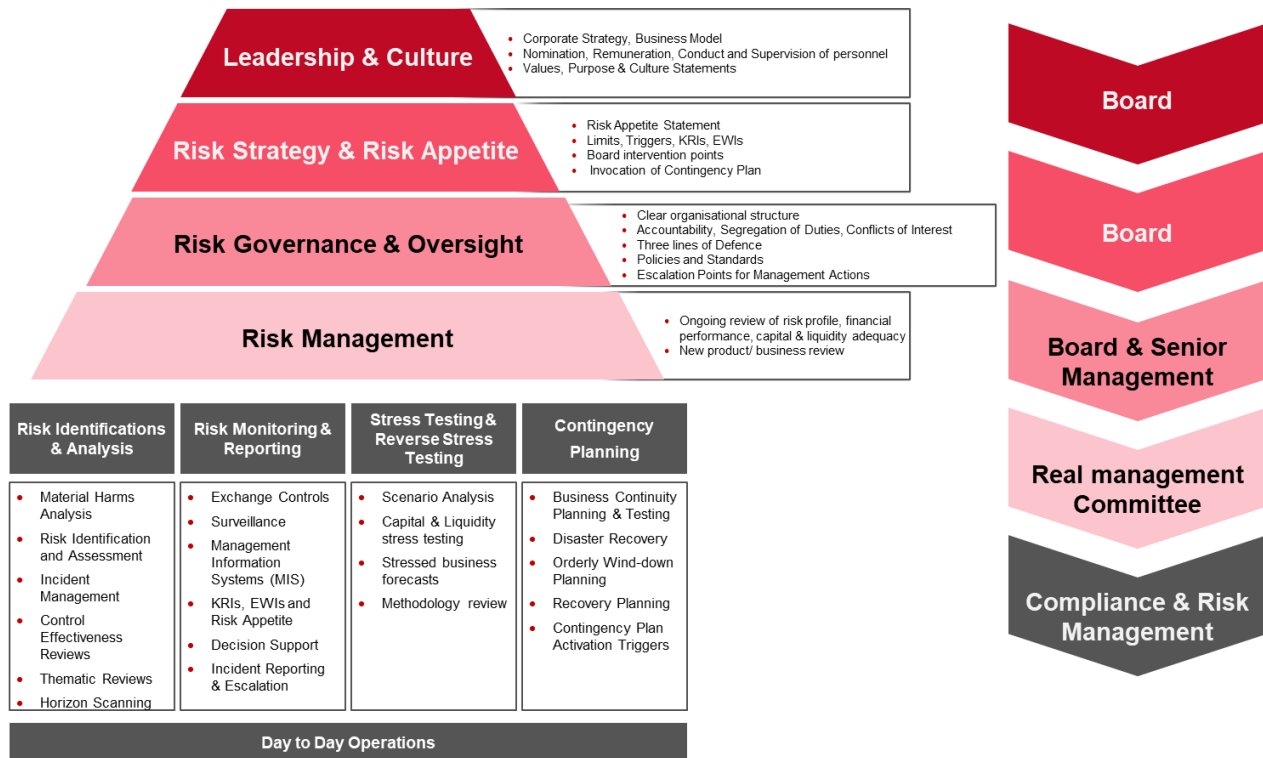 Leadership & Culture
• Corporate Strategy, Business Model
• Nomination, Remuneration, Conduct and Supervision of personnel
• Values, Purpose & Culture Statements
Risk Strategy & Risk Appetite
• Risk Appetite Statement
• Limits, Triggers, KRIs, EWIs
• Board intervention points
• Invocation of Contingency Plan
Risk Governance & Oversight
• Clear organisational structure
• Accountability, Segregation of Duties, Conflicts of Interest
• Three lines of Defence
• Policies and Standards
• Escalation Points for Management Actions
Risk Management
• Ongoing review of risk profile, financial
performance, capital & liquidity adequacy
• New product/ business review
Board
Board
Board & Senior
Management
Real management
Committee
Compliance & Risk
Management
Risk Identifications
& Analysis
• Material Harms
Analysis
• Risk Identification
and Assessment
• Incident
Management
• Control
Effectiveness
Reviews
• Thematic Reviews
• Horizon Scanning
Risk Monitoring &
Reporting
• Exchange Controls
• Surveillance
• Management
Information
Systems (MIS)
• KRIs, EWIs and
Risk Appetite
• Decision Support
• Incident Reporting
& Escalation
Stress Testing &
Reverse Stress
Testing
• Scenario Analysis
• Capital & Liquidity
stress testing
• Stressed business
forecasts
• Methodology review
Contingency
Planning
• Business Continuity
Planning & Testing
• Disaster Recovery
• Orderly Wind-down
Planning
• Recovery Planning
• Contingency Plan
Activation Triggers
Day to Day Operations